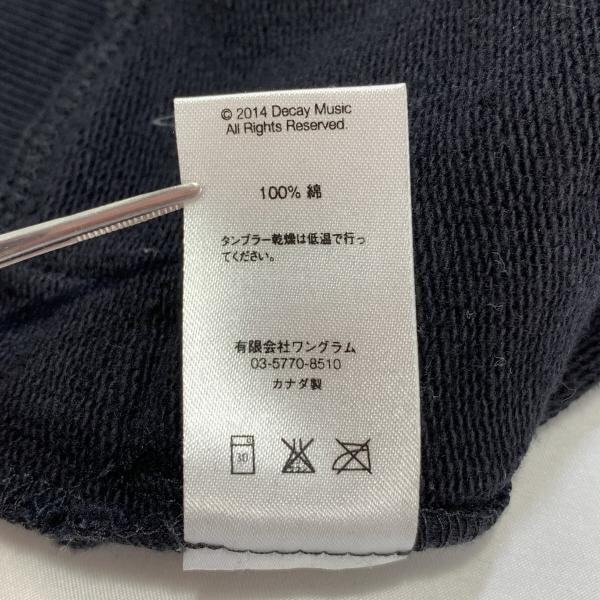 © 2014 Decay Music
All Rights Reserved.
100% 綿
タンブラー乾燥は低温で行っ
てください。
有限会社ワングラム
03-5770-8510
カナダ製
30